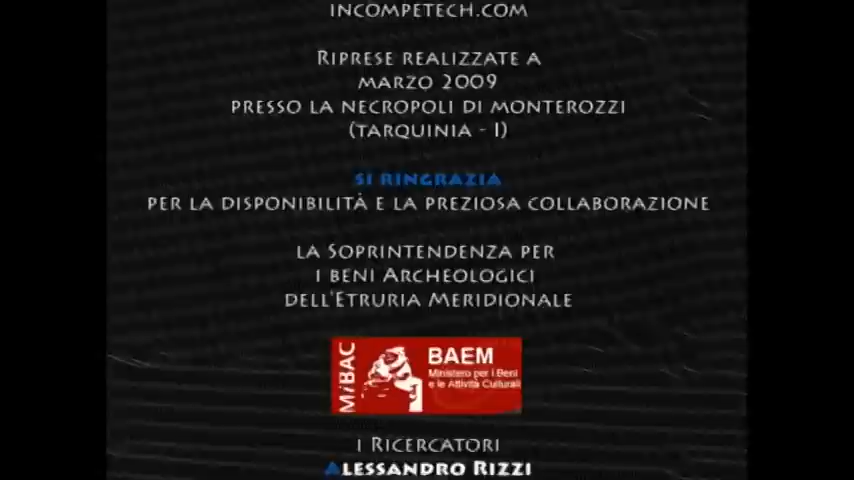 INCOMPETECH.COM
RIPRESE REALIZZATE A
MARZO 2009
PRESSO LA NECROPOLI DI MONTEROZZI
(TARQUINIA - I)
SI RINGRAZIA
PER LA DISPONIBILITÀ E LA PREZIOSA COLLABORAZIONE
LA SOPRINTENDENZA PER
I BENI ARCHEOLOGICI
DELL'ETRURIA MERIDIONALE
MiBAC
BAEM
Ministero per i Beni
e le Attività Culturali
I RICERCATORI
ALESSANDRO RIZZI